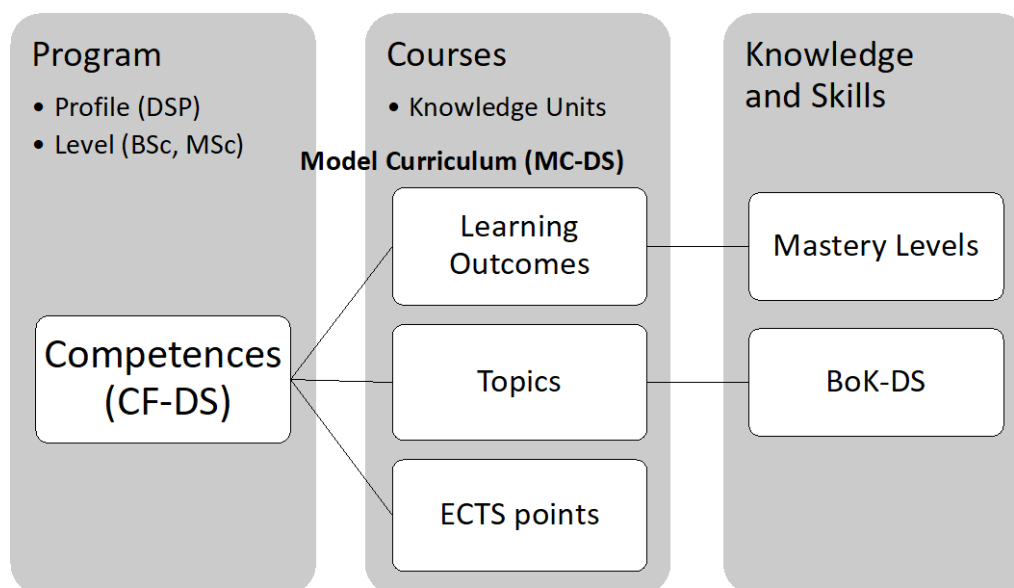 Program
• Profile (DSP)
• Level (BSc, MSc)
Competences
(CF-DS)
Courses
• Knowledge Units
Model Curriculum (MC-DS)
Learning
Outcomes
Topics
ECTS points
Knowledge
and Skills
Mastery Levels
BoK-DS